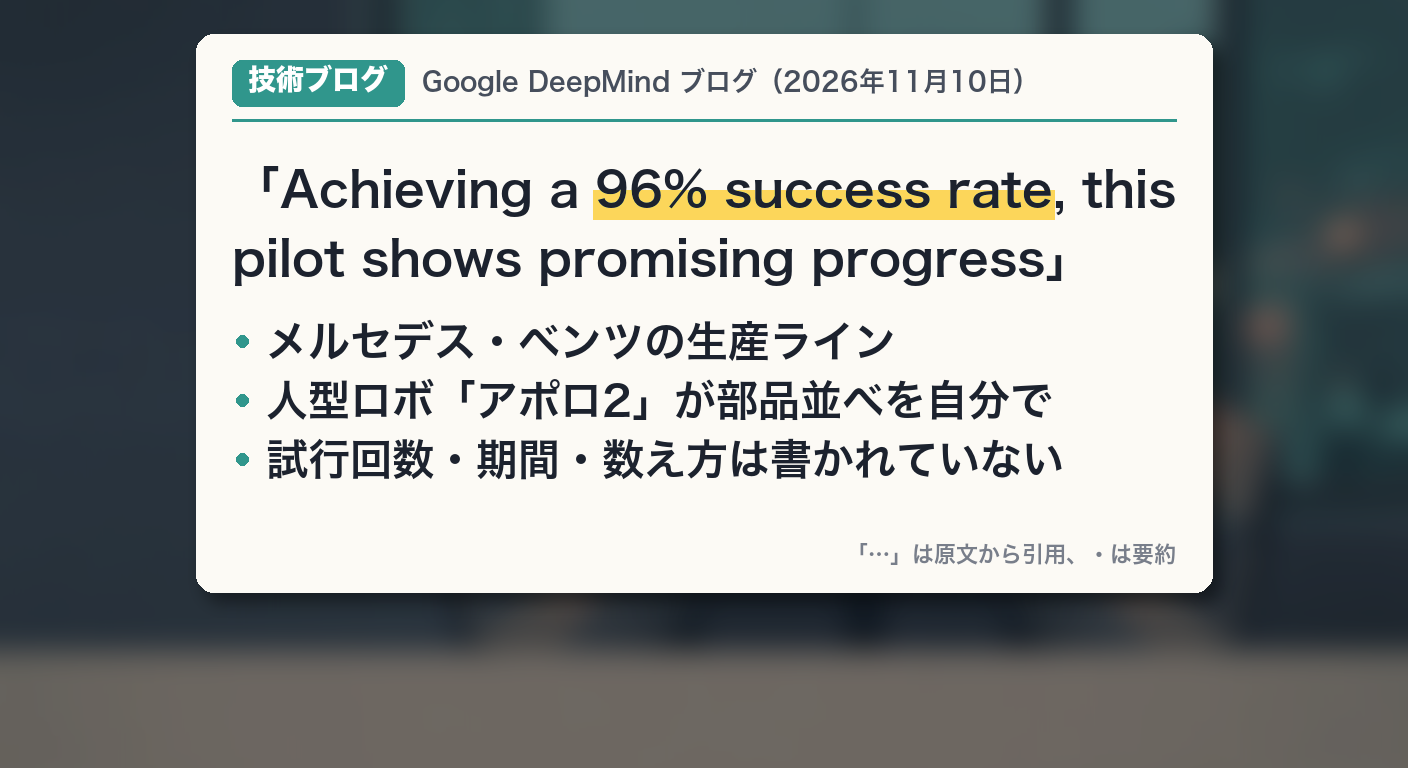 技術ブログ Google DeepMind ブログ（2026年11月10日）
「Achieving a 96% success rate, this
pilot shows promising progress」
• メルセデス・ベンツの生産ライン
• 人型ロボ「アポロ2」が部品並べを自分で
• 試行回数・期間・数え方は書かれていない
「…」は原文から引用、・は要約